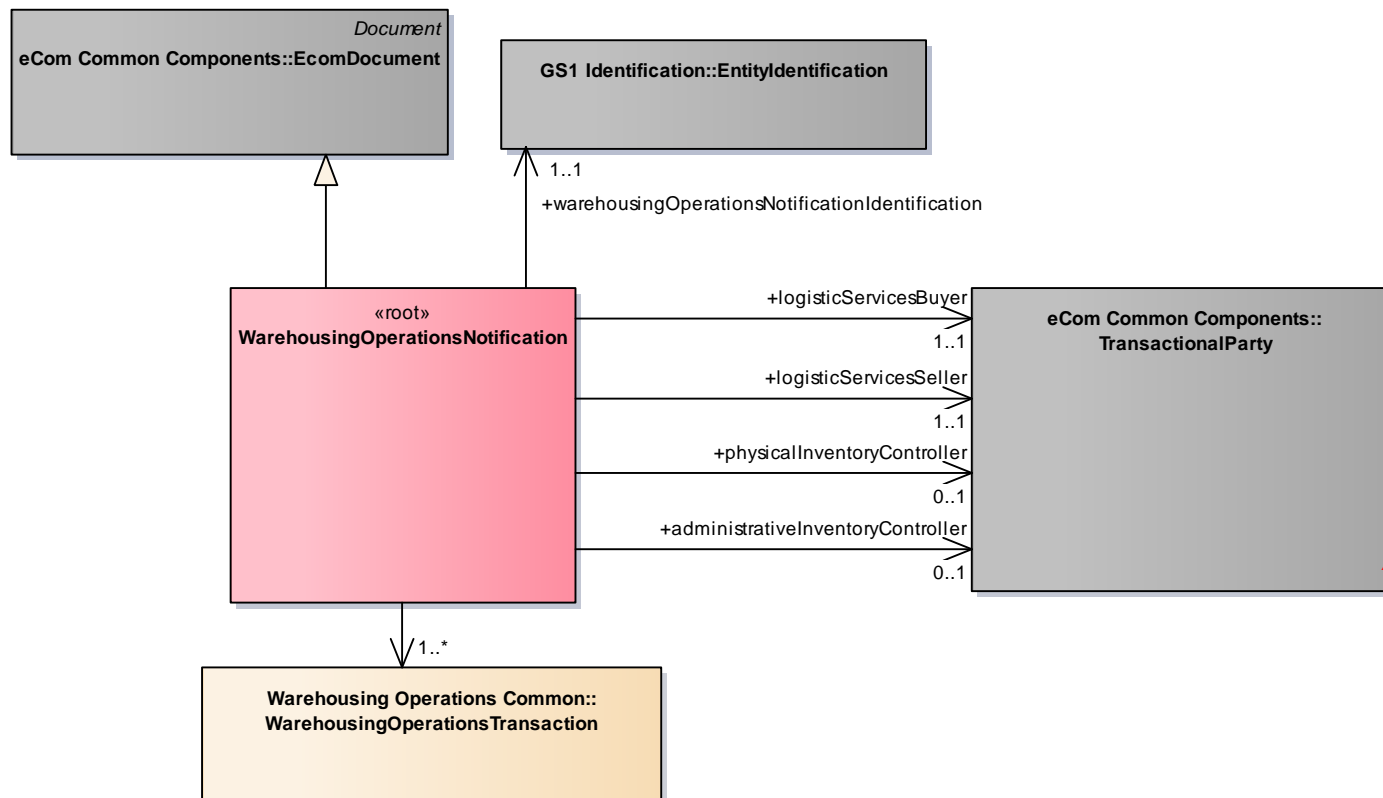 Document
eCom Common Components::EcomDocument
GS1 Identification::EntityIdentification
1..1
+warehousingOperationsNotificationIdentification
«root»
WarehousingOperationsNotification
+logisticServicesBuyer
1..1
+logisticServicesSeller
1..1
+physicalInventoryController
0..1
+administrativeInventoryController
0..1
eCom Common Components::
TransactionalParty
1..*
Warehousing Operations Common::
WarehousingOperationsTransaction